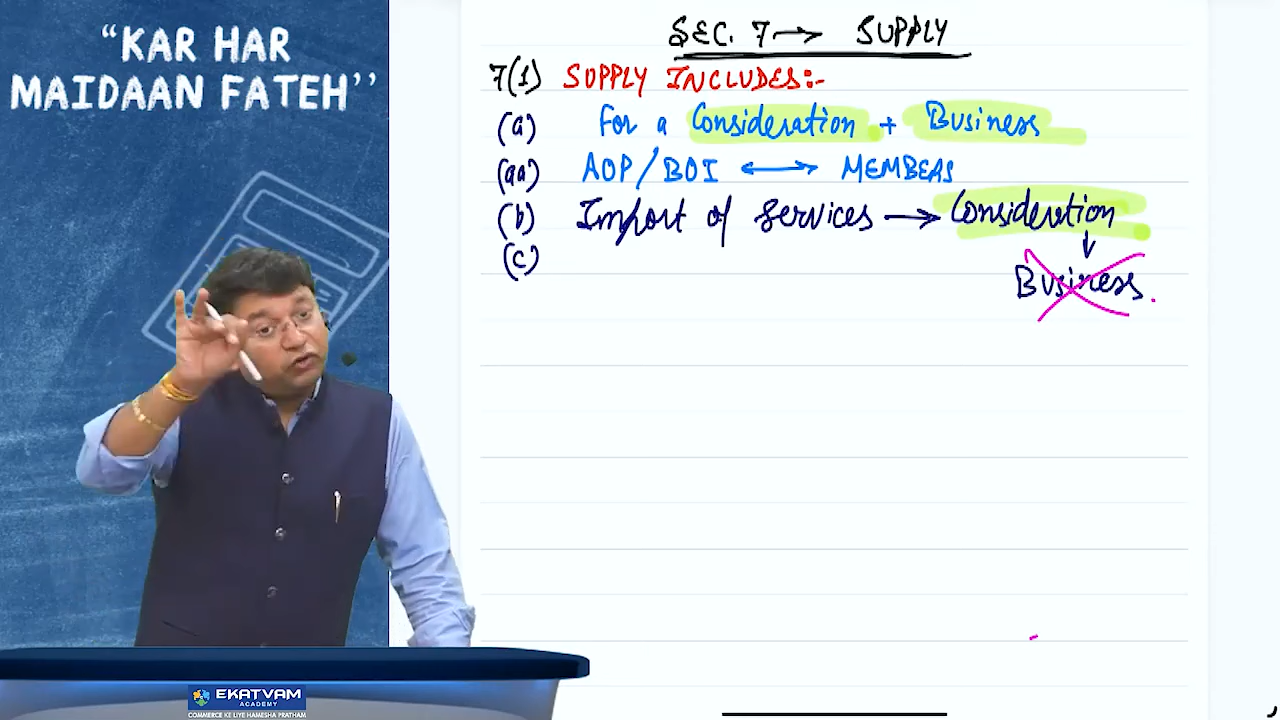 “KAR HAR
MAIDAAN FATEH’’
SEC. 7 → SUPPLY
7(1) SUPPLY INCLUDES:-
(a) For a Consideration + Business
(aa) AOP/BOI ↔ MEMBERS
(b) Import of Services → Consideration
↓
(c)
Business.
EKATVAM
ACADEMY
COMMERCE KE LIYE HAMESHA PRATHAM